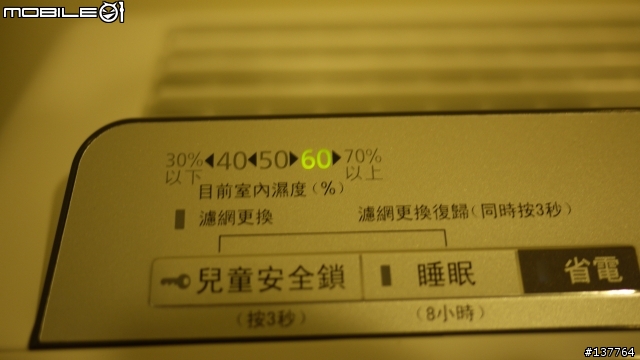 MOBILE01
30%◀40◀50▶60▶70%
以下 以上
目前室內濕度(%)
濾網更換 濾網更換復歸(同時按3秒)
兒童安全鎖 睡眠 省電
(按3秒) (8小時)
#137764